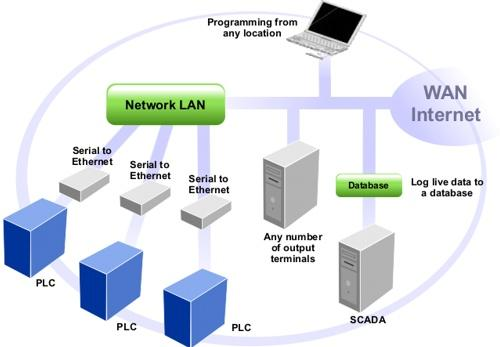 Programming from
any location
WAN
Internet
Network LAN
Serial to
Ethernet
Serial to
Ethernet
Serial to
Ethernet
Database
Log live data to
a database
Any number
of output
terminals
PLC
PLC
PLC
SCADA